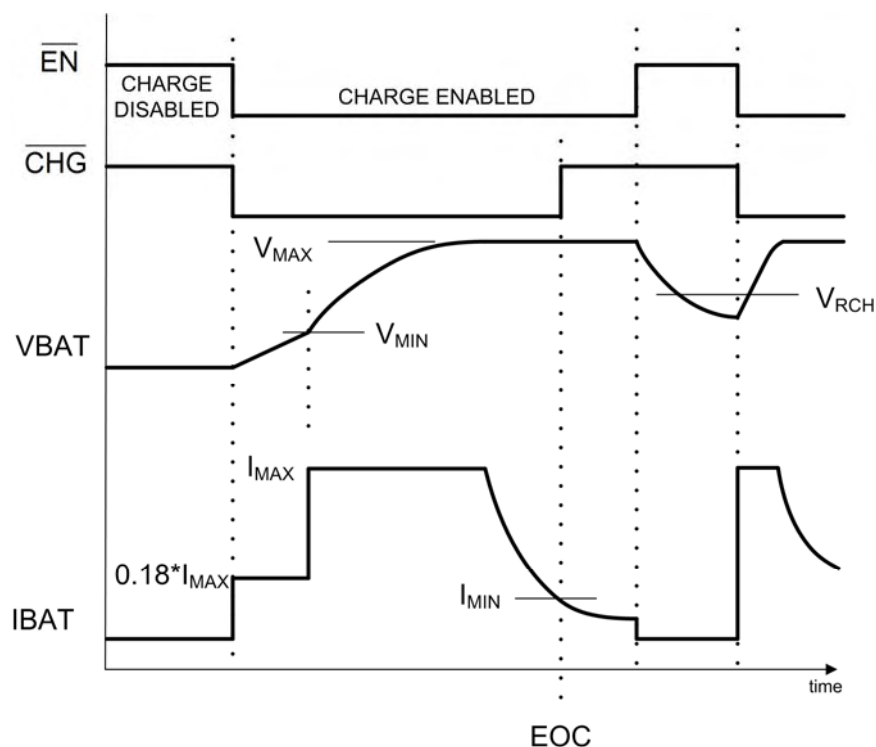 EN
CHARGE
DISABLED
CHARGE ENABLED
CHG
VMAX
VMIN
VRCH
VBAT
IMAX
0.18*IMAX
IMIN
IBAT
time
EOC